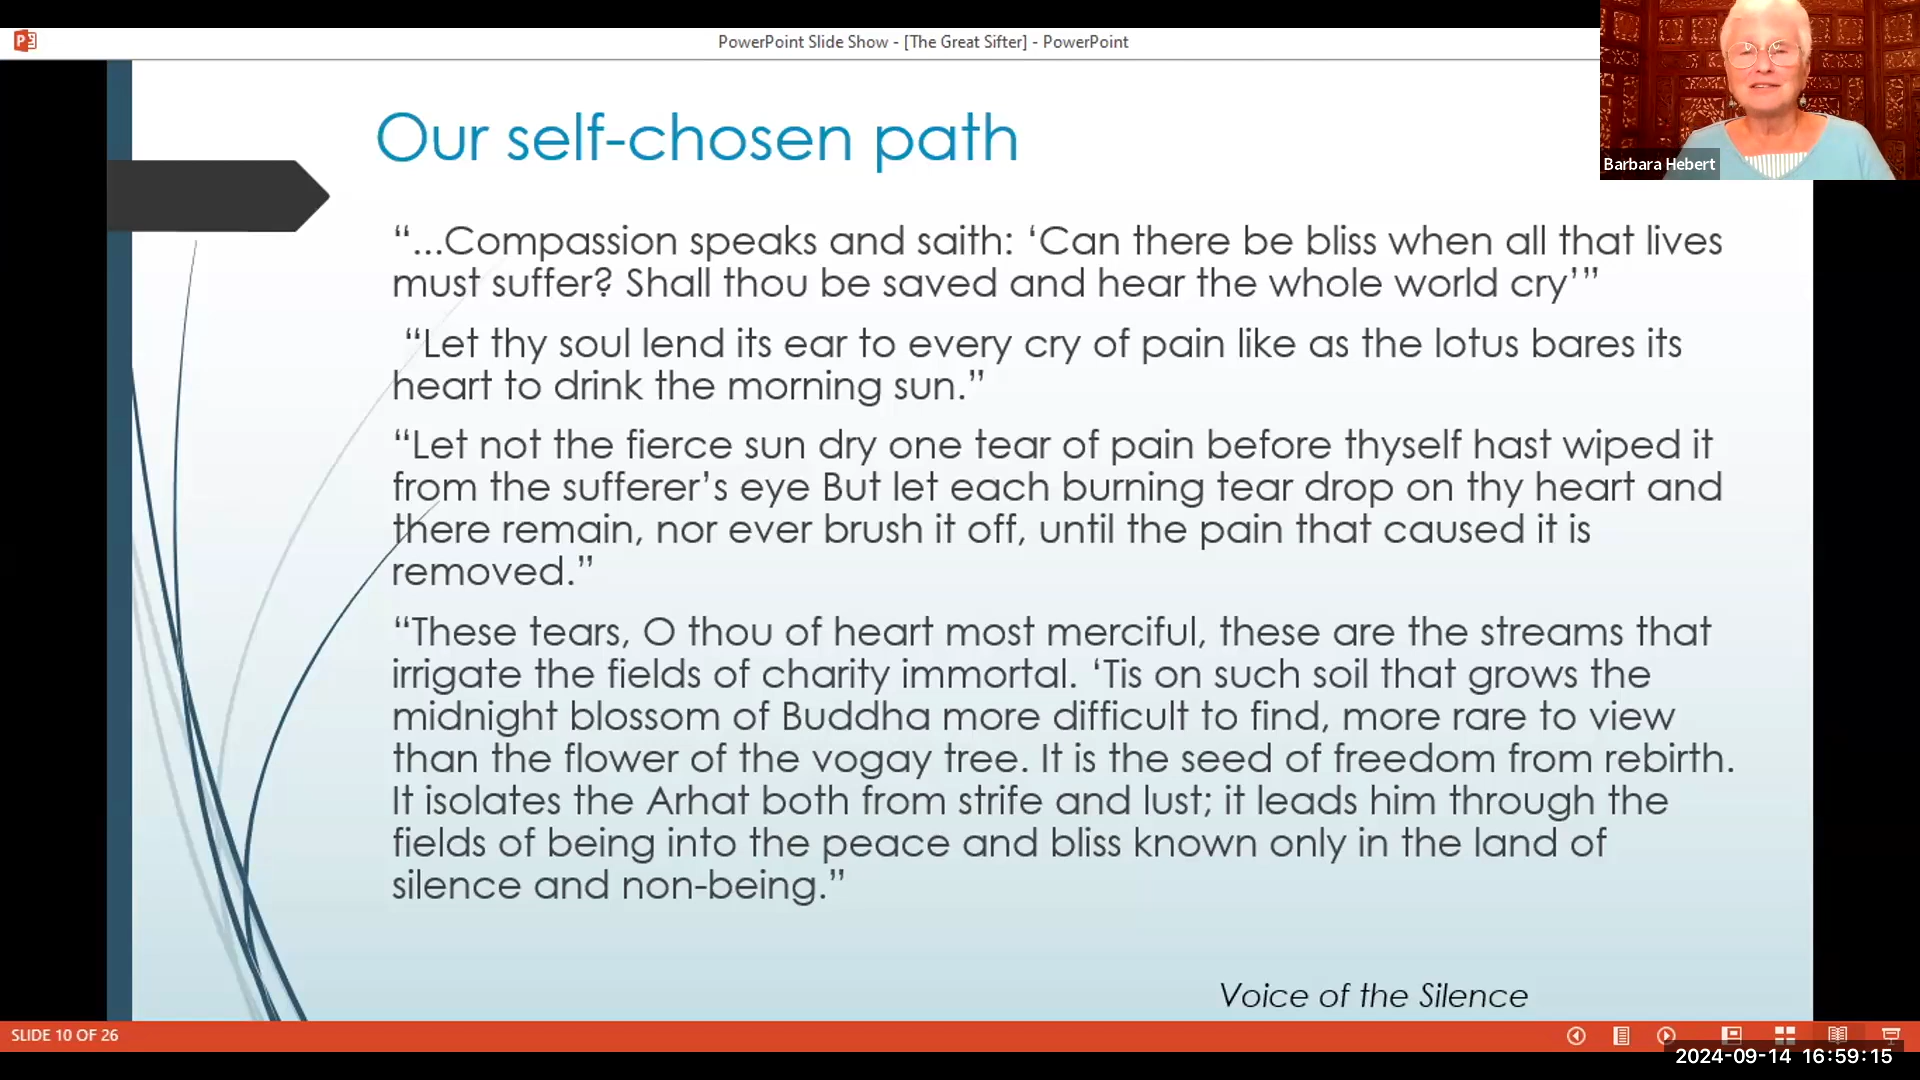 PowerPoint Slide Show - [The Great Sifter] - PowerPoint
Barbara Hebert
Our self-chosen path
“...Compassion speaks and saith: ‘Can there be bliss when all that lives
must suffer? Shall thou be saved and hear the whole world cry’”
“Let thy soul lend its ear to every cry of pain like as the lotus bares its
heart to drink the morning sun.”
“Let not the fierce sun dry one tear of pain before thyself hast wiped it
from the sufferer’s eye But let each burning tear drop on thy heart and
there remain, nor ever brush it off, until the pain that caused it is
removed.”
“These tears, O thou of heart most merciful, these are the streams that
irrigate the fields of charity immortal. ‘Tis on such soil that grows the
midnight blossom of Buddha more difficult to find, more rare to view
than the flower of the vogay tree. It is the seed of freedom from rebirth.
It isolates the Arhat both from strife and lust; it leads him through the
fields of being into the peace and bliss known only in the land of
silence and non-being.”
Voice of the Silence
SLIDE 10 OF 26
2024-09-14 16:59:15